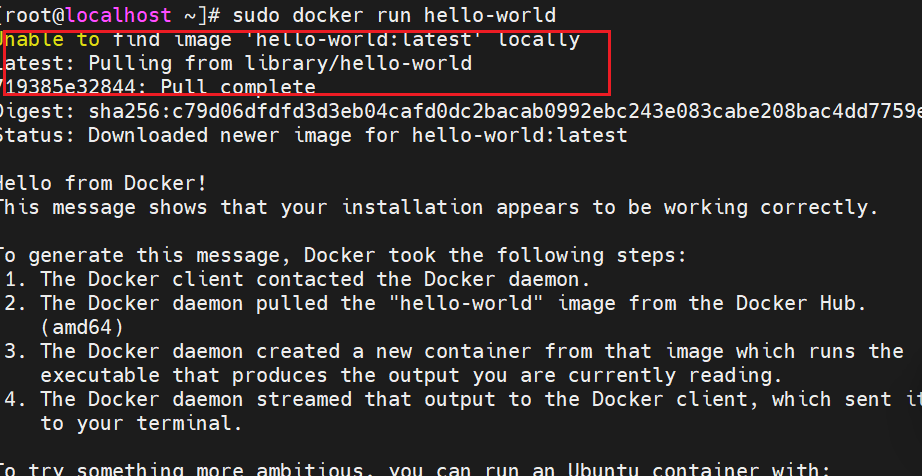 [root@localhost ~]# sudo docker run hello-world
Unable to find image 'hello-world:latest' locally
latest: Pulling from library/hello-world
719385e32844: Pull complete
Digest: sha256:c79d06dfdfd3d3eb04cafd0dc2bacab0992ebc243e083cabe208bac4dd7759e
Status: Downloaded newer image for hello-world:latest
Hello from Docker!
This message shows that your installation appears to be working correctly.
To generate this message, Docker took the following steps:
1. The Docker client contacted the Docker daemon.
2. The Docker daemon pulled the "hello-world" image from the Docker Hub.
(amd64)
3. The Docker daemon created a new container from that image which runs the
executable that produces the output you are currently reading.
4. The Docker daemon streamed that output to the Docker client, which sent it
to your terminal.
To try something more ambitious, you can run an Ubuntu container with: